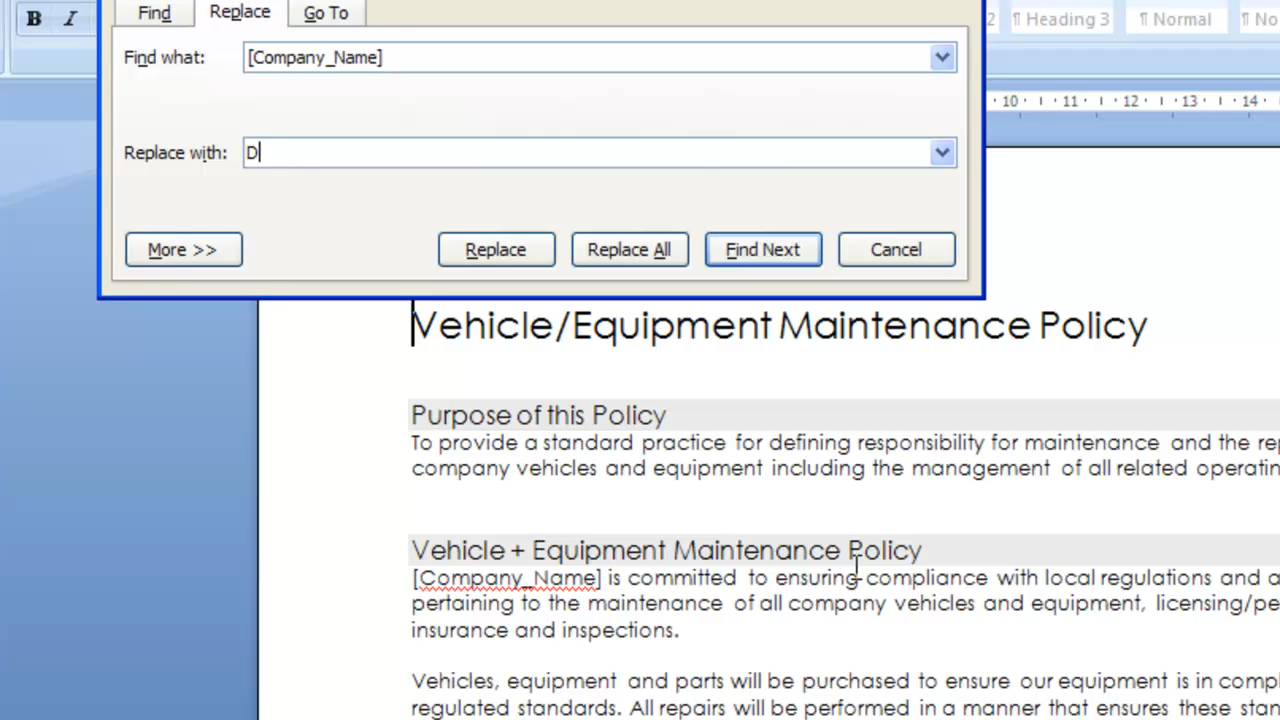 B I
Find Replace Go To
2 ¶ Heading 3 ¶ Normal ¶ No
Find what: [Company_Name]
10 11 12 13 14
Replace with: D
More >> Replace Replace All Find Next Cancel
Vehicle/Equipment Maintenance Policy
Purpose of this Policy
To provide a standard practice for defining responsibility for maintenance and the rep
company vehicles and equipment including the management of all related operatin
Vehicle + Equipment Maintenance Policy
[Company_Name] is committed to ensuring compliance with local regulations and a
pertaining to the maintenance of all company vehicles and equipment, licensing/pe
insurance and inspections.
Vehicles, equipment and parts will be purchased to ensure our equipment is in compl
regulated standards. All repairs will be performed in a manner that ensures these stan